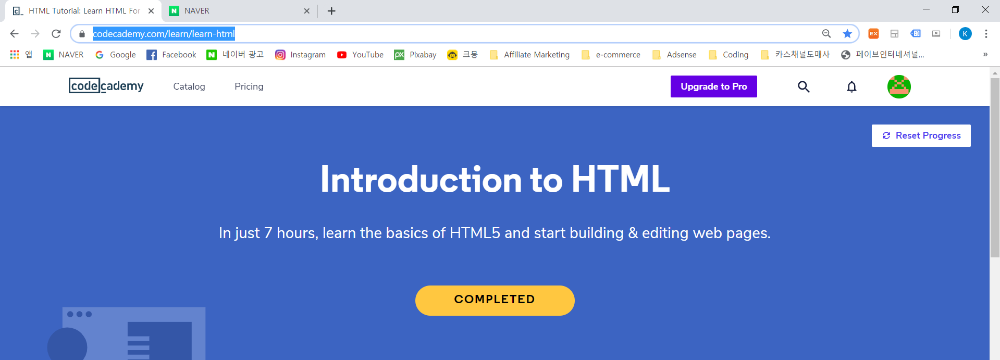 HTML Tutorial: Learn HTML For
NAVER
codecademy.com/learn/learn-html
EX
K
앱 NAVER Google Facebook 네이버 광고 Instagram YouTube Pixabay 크몽 Affiliate Marketing e-commerce Adsense Coding 카스채널도매사 페이브인터네셔널... »
codecademy Catalog Pricing Upgrade to Pro
Reset Progress
Introduction to HTML
In just 7 hours, learn the basics of HTML5 and start building & editing web pages.
COMPLETED